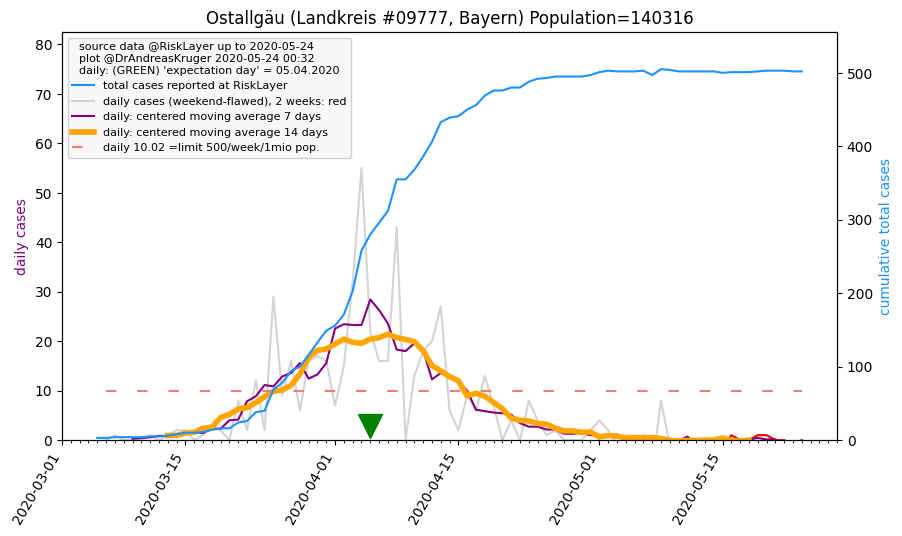 Ostallgäu (Landkreis #09777, Bayern) Population=140316
source data @RiskLayer up to 2020-05-24
plot @DrAndreasKruger 2020-05-24 00:32
daily: (GREEN) 'expectation day' = 05.04.2020
total cases reported at RiskLayer
daily cases (weekend-flawed), 2 weeks: red
daily: centered moving average 7 days
daily: centered moving average 14 days
daily 10.02 =limit 500/week/1mio pop.
daily cases
80
70
60
50
40
30
20
10
0
cumulative total cases
500
400
300
200
100
0
2020-03-01
2020-03-15
2020-04-01
2020-04-15
2020-05-01
2020-05-15